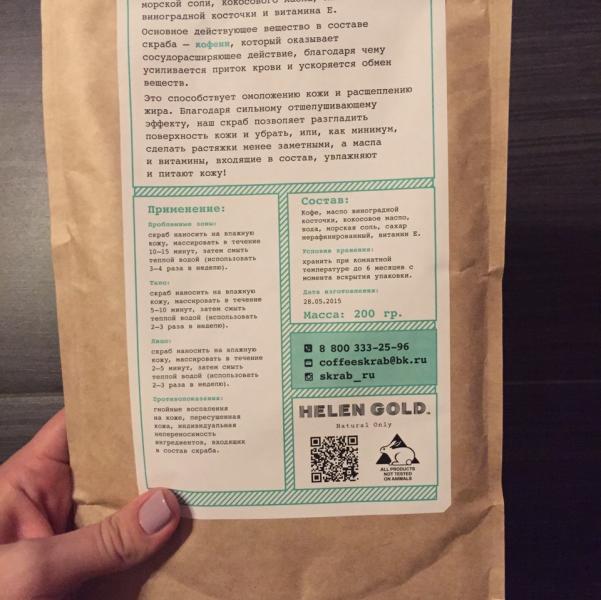 морской соли, кокосового масла,
виноградной косточки и витамина Е.
Основное действующее вещество в составе
скраба — кофеин, который оказывает
сосудорасширяющее действие, благодаря чему
усиливается приток крови и ускоряется обмен
веществ.
Это способствует омоложению кожи и расщеплению
жира. Благодаря сильному отшелушивающему
эффекту, наш скраб позволяет разгладить
поверхность кожи и убрать, или, как минимум,
сделать растяжки менее заметными, а масла
и витамины, входящие в состав, увлажняют
и питают кожу!
Применение:
Проблемные зоны:
скраб наносить на влажную
кожу, массировать в течение
10—15 минут, затем смыть
теплой водой (использовать
3—4 раза в неделю).
Тело:
скраб наносить на влажную
кожу, массировать в течение
5—10 минут, затем смыть
теплой водой (использовать
2—3 раза в неделю).
Лицо:
скраб наносить на влажную
кожу, массировать в течение
2—5 минут, затем смыть
теплой водой (использовать
2—3 раза в неделю).
Противопоказания:
гнойные воспаления
на коже, пересушенная
кожа, индивидуальная
непереносимость
ингредиентов, входящих
в состав скраба.
Состав:
Кофе, масло виноградной
косточки, кокосовое масло,
вода, морская соль, сахар
нерафинированный, витамин Е.
Условия хранения:
хранить при комнатной
температуре до 6 месяцев с
момента вскрытия упаковки.
Дата изготовления:
28.05.2015
Масса: 200 гр.
8 800 333-25-96
coffeeskrab@bk.ru
skrab_ru
HELEN GOLD
Natural Only
ALL PRODUCTS
NOT TESTED
ON ANIMALS